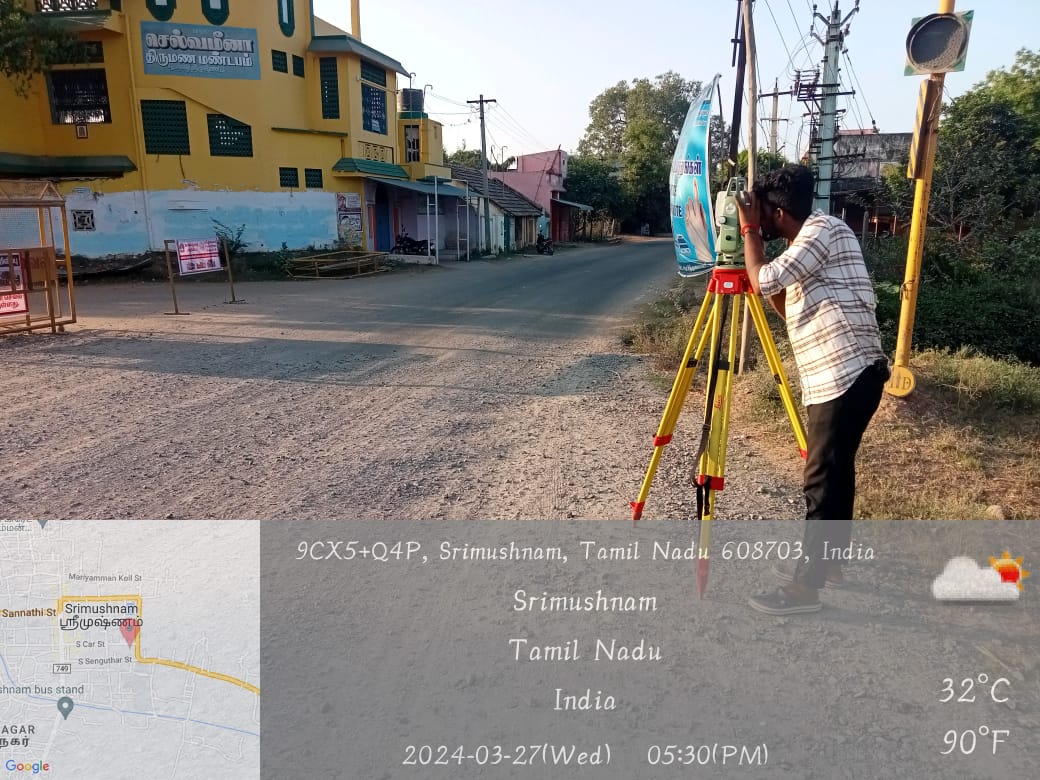 செல்வமீனா
திருமண மண்டபம்
9CX5+Q4P, Srimushnam, Tamil Nadu 608703, India
Srimushnam
Tamil Nadu
India
2024-03-27(Wed) 05:30(PM)
32°C
90°F
Mariyamman Koil St
Sannathi St
Srimushnam
ஸ்ரீமுஷ்ணம்
S Car St
S Senguthar St
749
shnam bus stand
AGAR
நகர்
Google